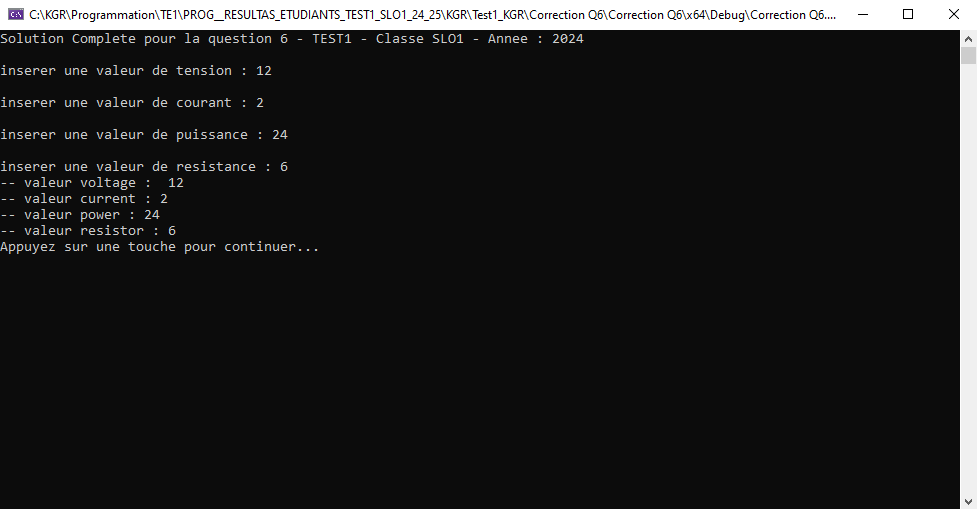 C:\KGR\Programmation\TE1\PROG__RESULTAS_ETUDIANTS_TEST1_SLO1_24_25\KGR\Test1_KGR\Correction Q6\Correction Q6\x64\Debug\Correction Q6....
Solution Complete pour la question 6 - TEST1 - Classe SLO1 - Annee : 2024
inserer une valeur de tension : 12
inserer une valeur de courant : 2
inserer une valeur de puissance : 24
inserer une valeur de resistance : 6
-- valeur voltage :  12
-- valeur current : 2
-- valeur power : 24
-- valeur resistor : 6
Appuyez sur une touche pour continuer...